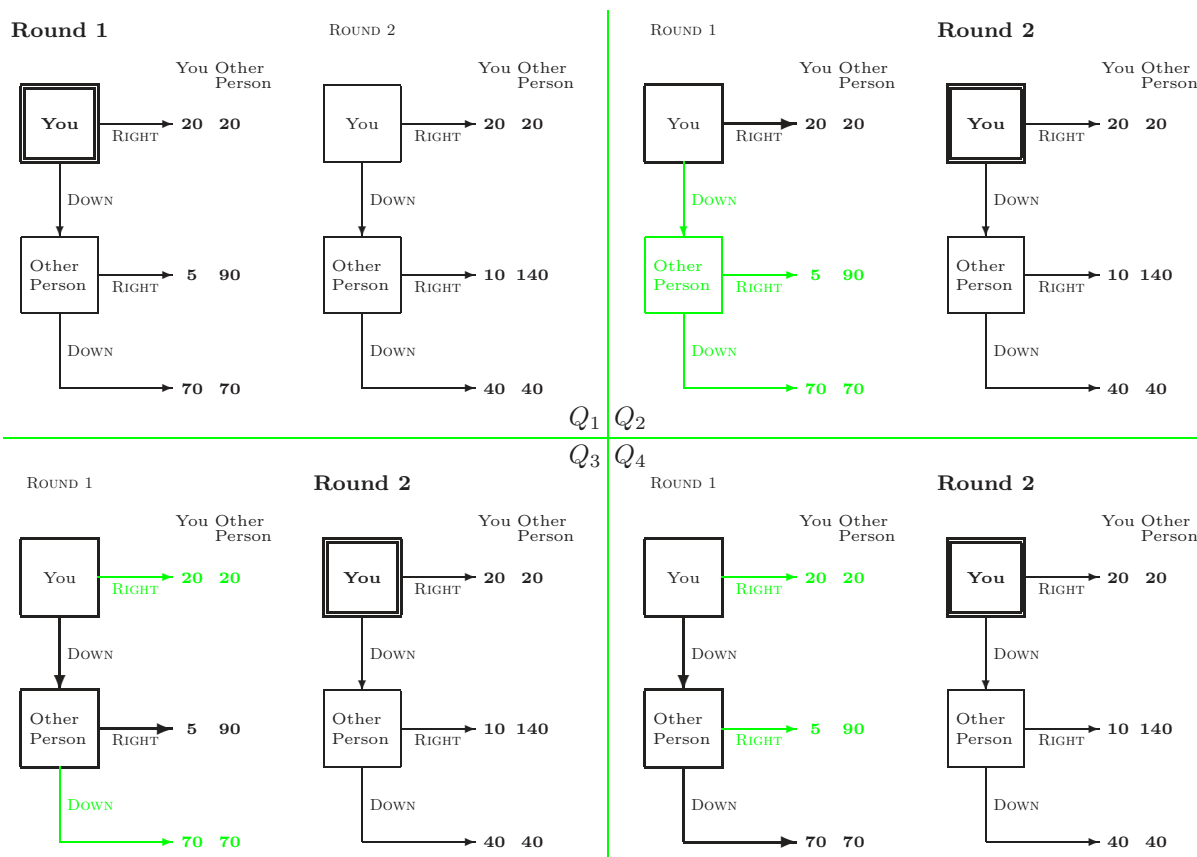 Round 1
Round 2
You Other
Person
You Other
Person
You
Right
20 20
You
Right
20 20
Down
Down
Other
Person
Right
5 90
Other
Person
Right
10 140
Down
Down
70 70
40 40
Q1
Round 1
Round 2
You Other
Person
You Other
Person
You
Right
20 20
You
Right
20 20
Down
Down
Other
Person
Right
5 90
Other
Person
Right
10 140
Down
Down
70 70
40 40
Q2
Q3
Round 1
Round 2
You Other
Person
You Other
Person
You
Right
20 20
You
Right
20 20
Down
Down
Other
Person
Right
5 90
Other
Person
Right
10 140
Down
Down
70 70
40 40
Q4
Round 1
Round 2
You Other
Person
You Other
Person
You
Right
20 20
You
Right
20 20
Down
Down
Other
Person
Right
5 90
Other
Person
Right
10 140
Down
Down
70 70
40 40